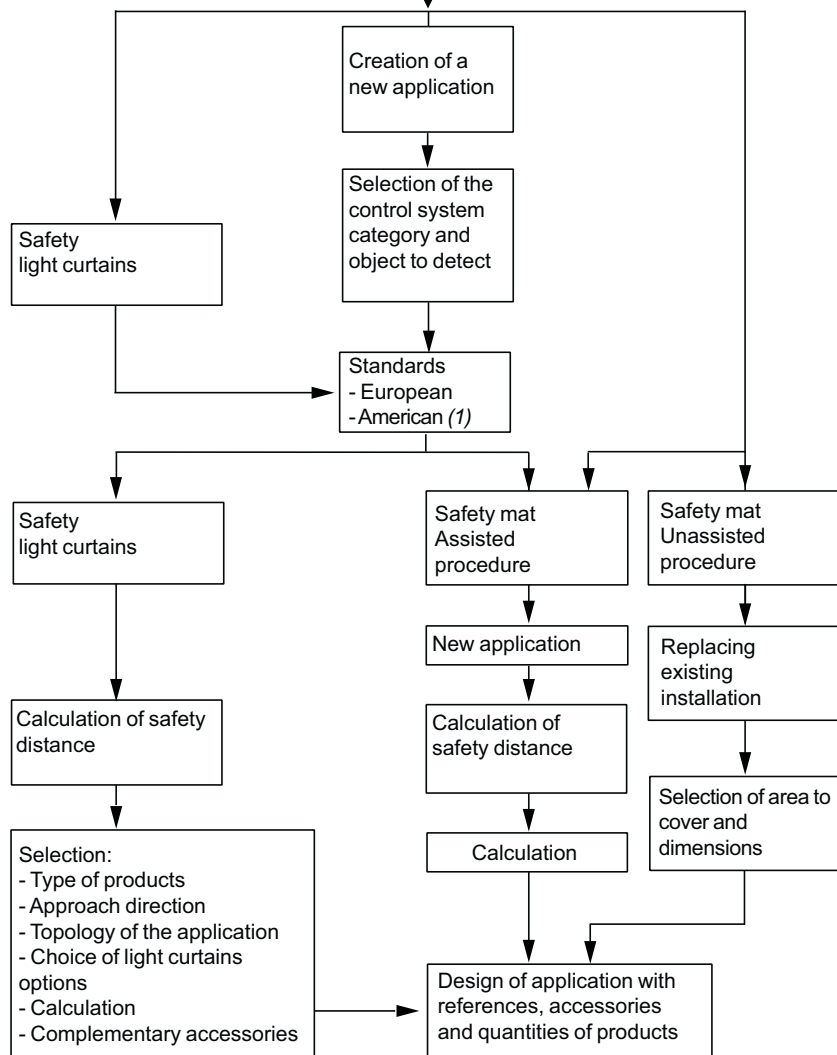 Creation of a
new application
Selection of the
control system
category and
object to detect
Safety
light curtains
Standards
- European
- American (1)
Safety
light curtains
Safety mat
Assisted
procedure
Safety mat
Unassisted
procedure
New application
Replacing
existing
installation
Calculation of safety
distance
Calculation of
safety distance
Selection of area to
cover and
dimensions
Calculation
Selection:
- Type of products
- Approach direction
- Topology of the application
- Choice of light curtains
options
- Calculation
- Complementary accessories
Design of application with
references, accessories
and quantities of products